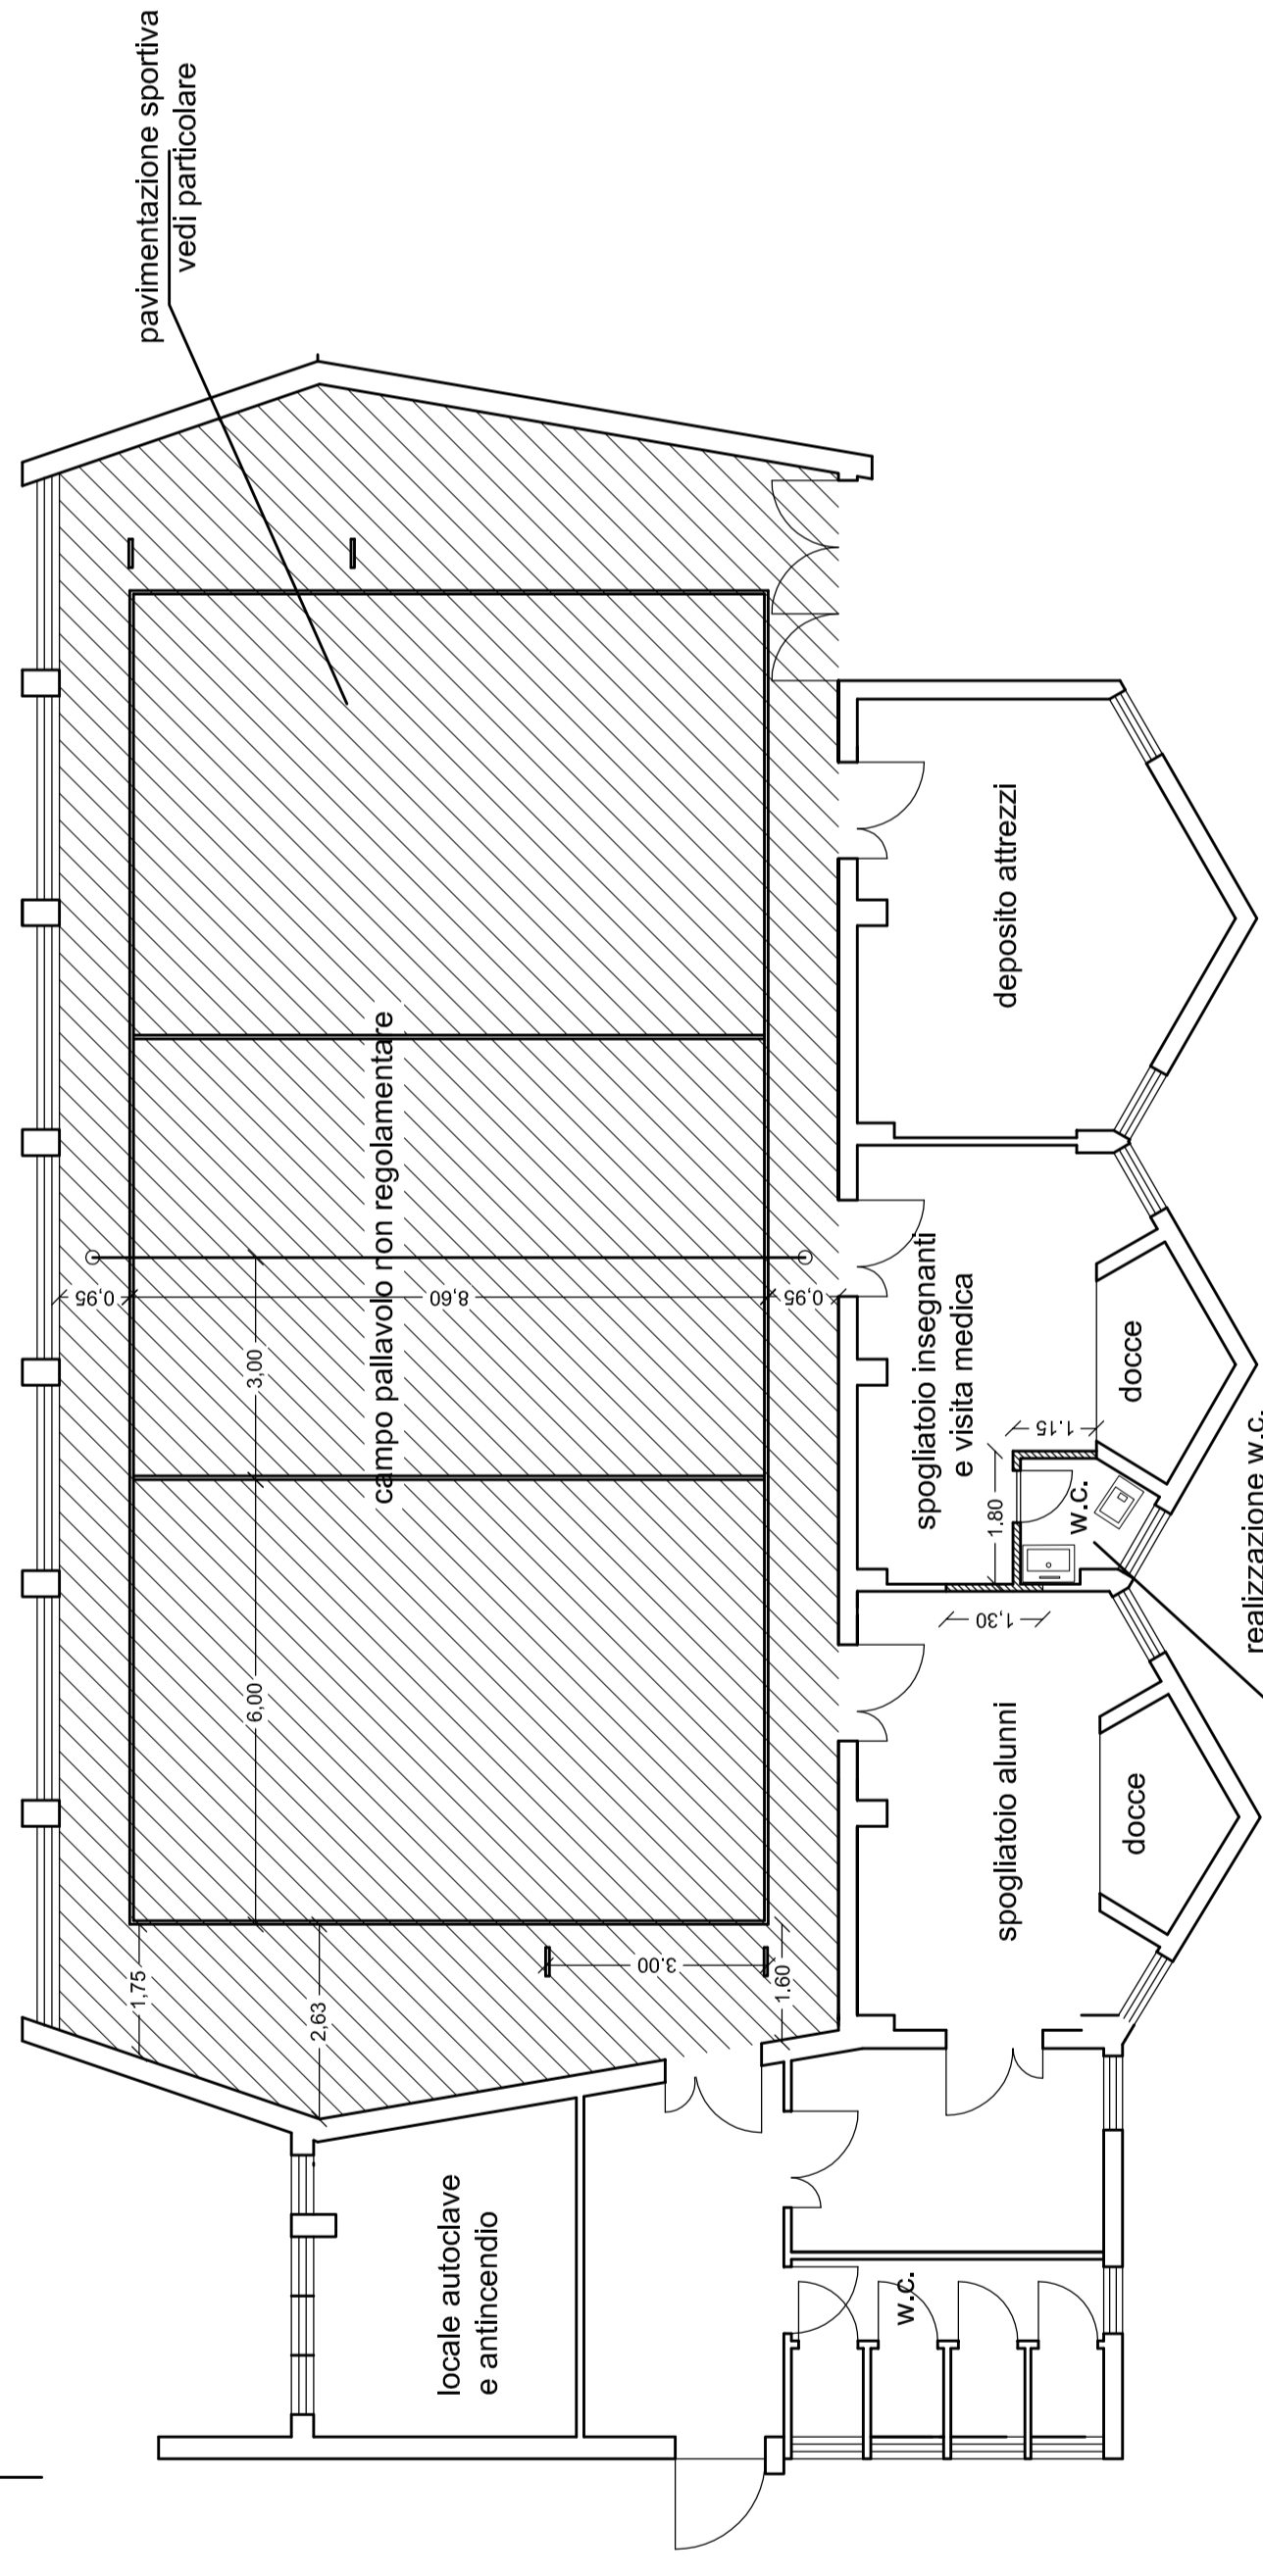 pavimentazione sportiva
vedi particolare
campo pallavolo non regolamentare
0,95
8,60
0,95
3,00
6,00
1,75
2,63
3.00
1.60
deposito attrezzi
spogliatoio insegnanti
e visita medica
docce
1.15
1.80
w.c.
1,30
realizzazione w.c.
spogliatoio alunni
docce
locale autoclave
e antincendio
w.c.